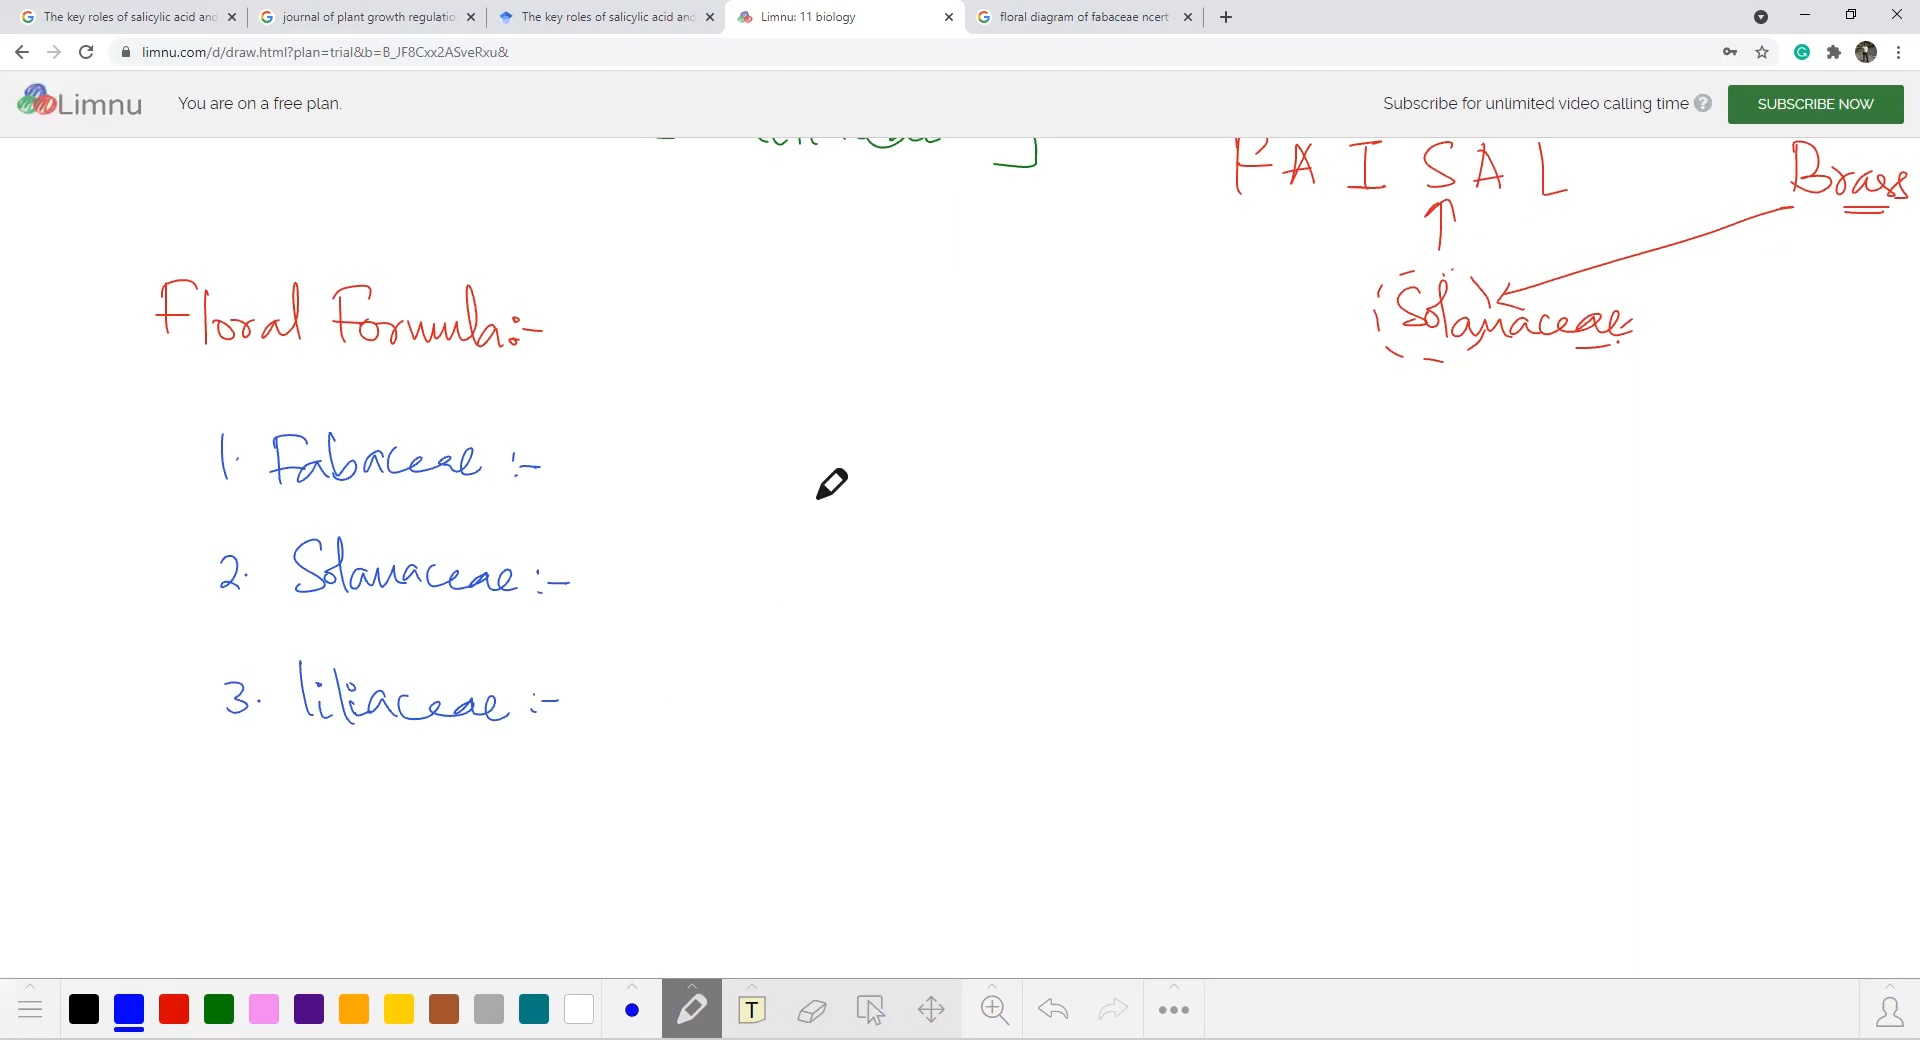 The key roles of salicylic acid and
journal of plant growth regulatio
The key roles of salicylic acid and
Limnu: 11 biology
floral diagram of fabaceae ncert
limnu.com/d/draw.html?plan=trial&b=B_JF8Cxx2ASveRxu&
Limnu
You are on a free plan.
Subscribe for unlimited video calling time ?
SUBSCRIBE NOW
F A I S A L
Brass
Solanaceae
Floral Formula:-
1. Fabaceae :-
2. Solanaceae :-
3. liliaceae :-
T